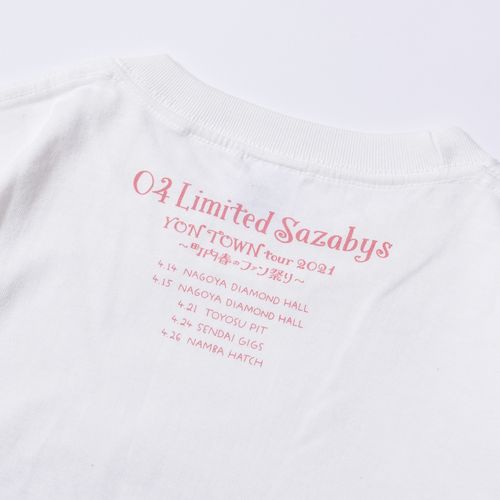 04 Limited Sazabys
YON TOWN tour 2021
～町内春のファン祭り～
4.14 NAGOYA DIAMOND HALL
4.15 NAGOYA DIAMOND HALL
4.21 TOYOSU PIT
4.24 SENDAI GIGS
4.26 NAMBA HATCH